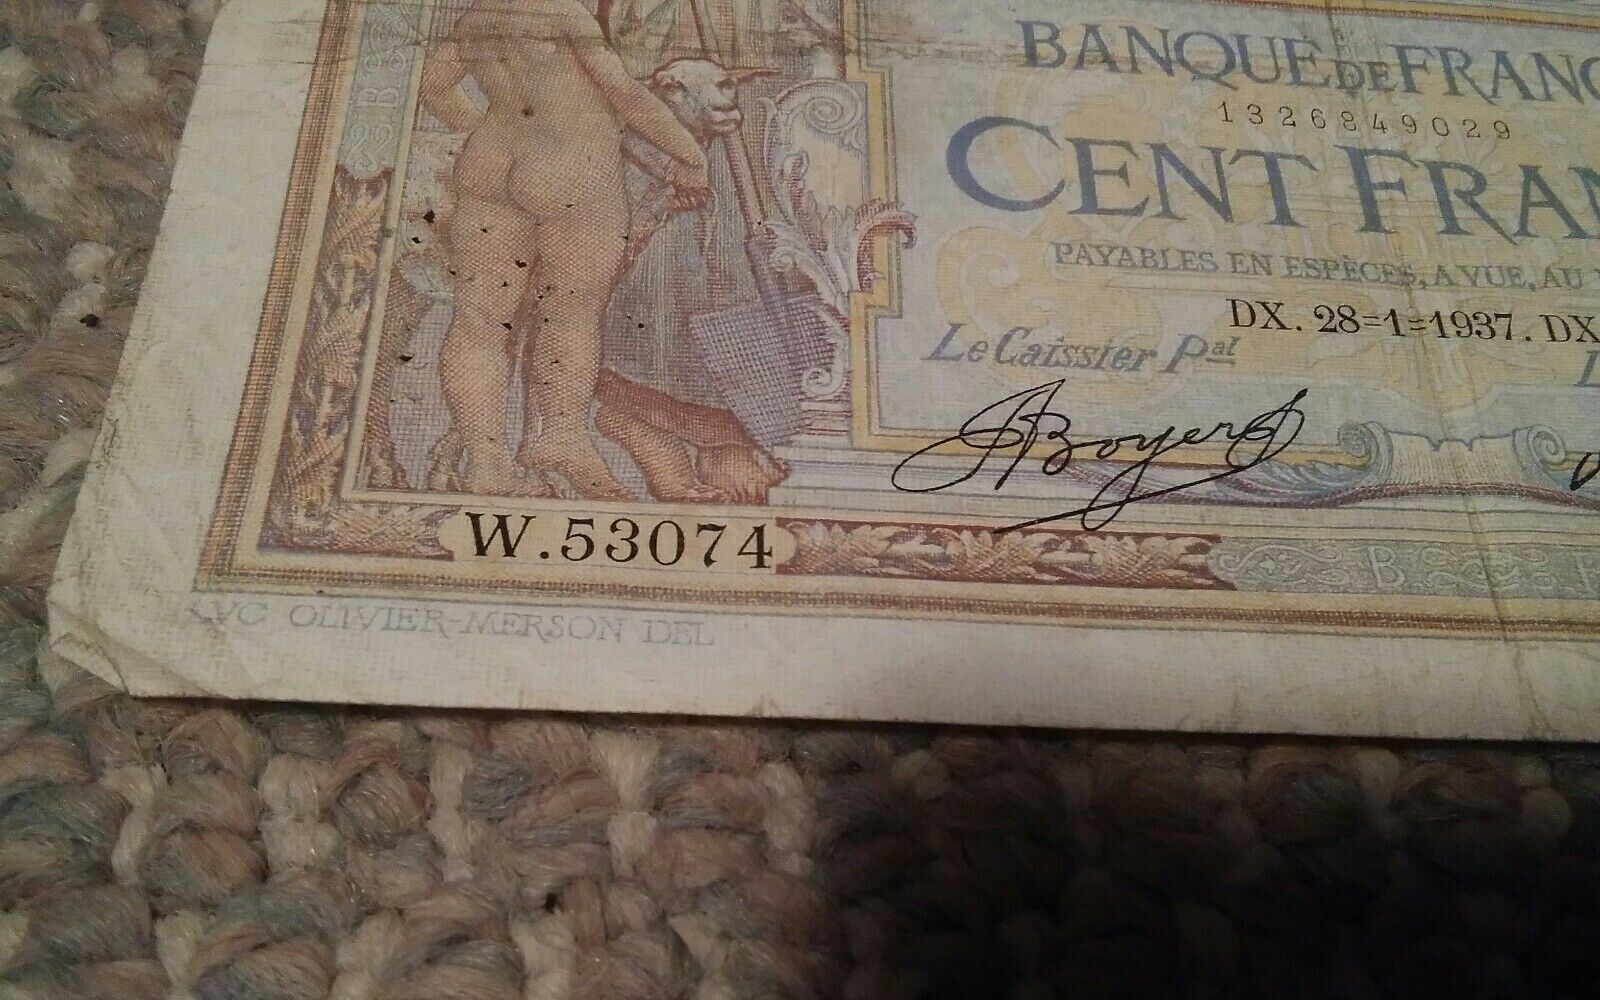 BANQUE DE FRANC
1326849029
CENT FRAN
PAYABLES EN ESPÈCES, A VUE, AU
DX. 28=1=1937. DX
Le Caissier Pal
L
Boyer
W.53074
B
LVC OLIVIER-MERSON DEL